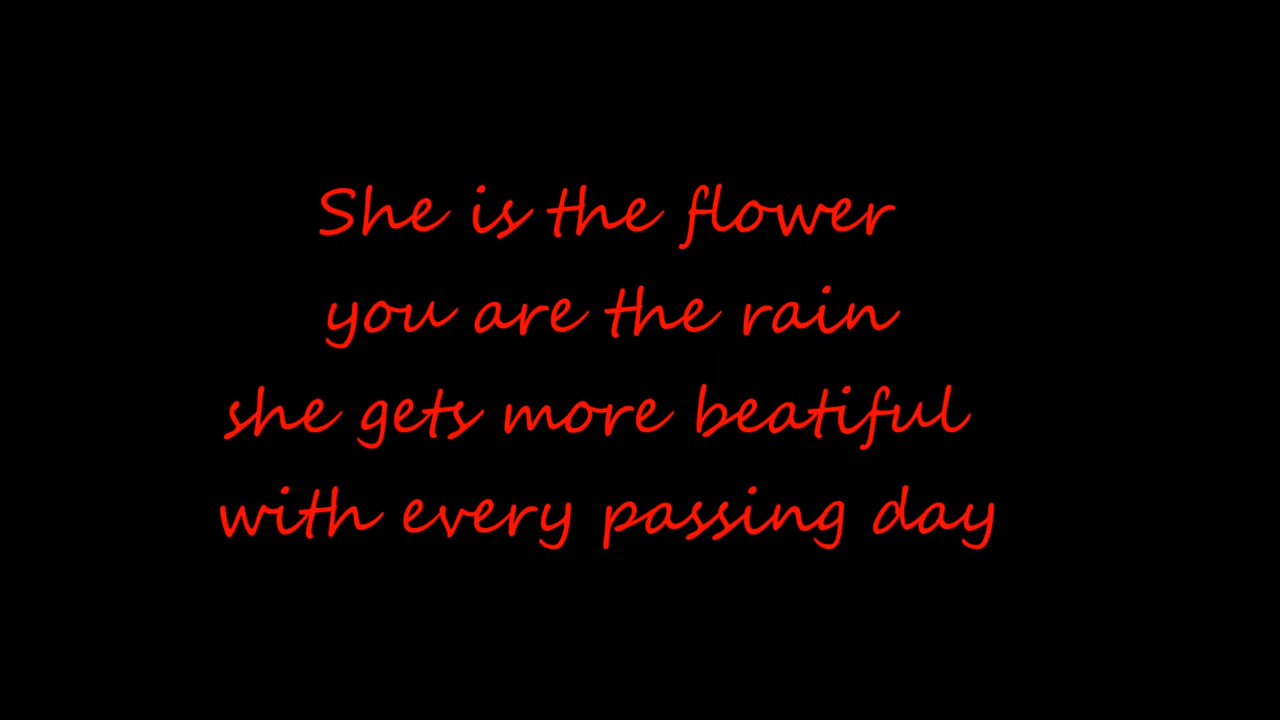 She is the flower
you are the rain
she gets more beatiful
with every passing day